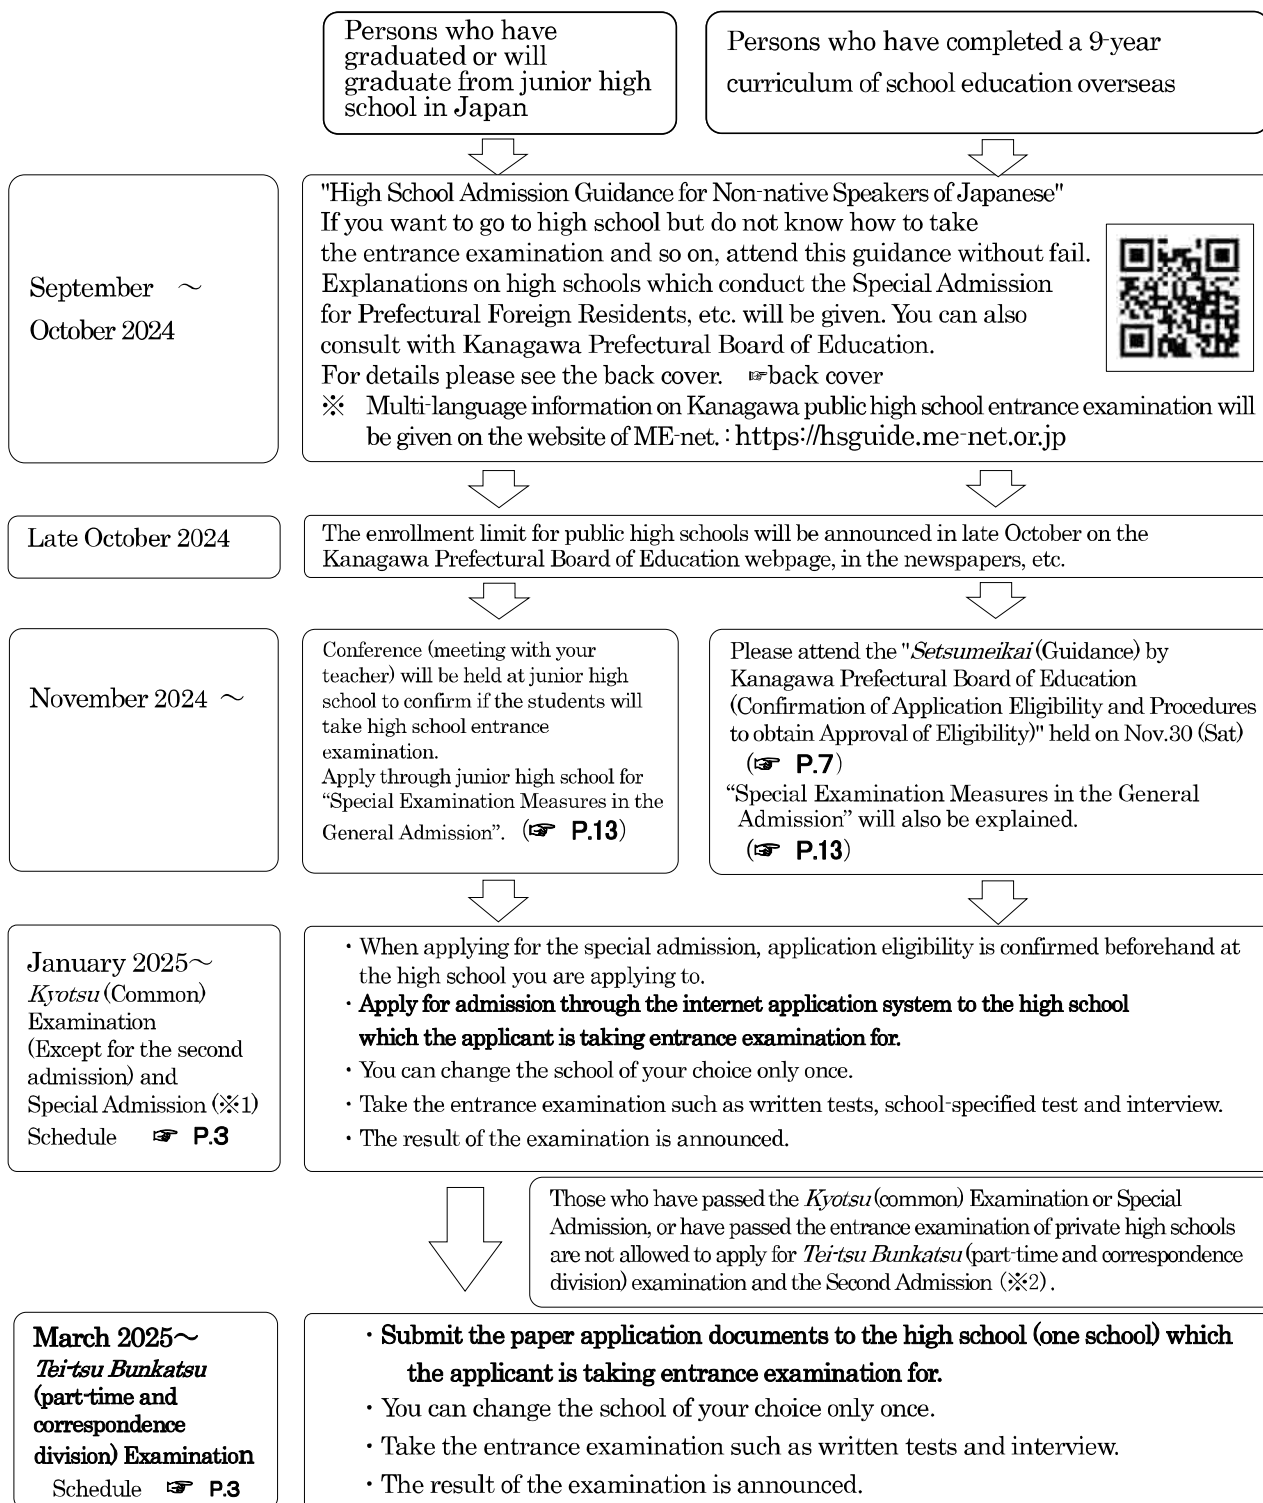 Persons who have
graduated or will
graduate from junior high
school in Japan
Persons who have completed a 9-year
curriculum of school education overseas
September ～
October 2024
"High School Admission Guidance for Non-native Speakers of Japanese"
If you want to go to high school but do not know how to take
the entrance examination and so on, attend this guidance without fail.
Explanations on high schools which conduct the Special Admission
for Prefectural Foreign Residents, etc. will be given. You can also
consult with Kanagawa Prefectural Board of Education.
For details please see the back cover. ☞back cover
※ Multi-language information on Kanagawa public high school entrance examination will
be given on the website of ME-net. : https://hsguide.me-net.or.jp
Late October 2024
The enrollment limit for public high schools will be announced in late October on the
Kanagawa Prefectural Board of Education webpage, in the newspapers, etc.
November 2024 ～
Conference (meeting with your
teacher) will be held at junior high
school to confirm if the students will
take high school entrance
examination.
Apply through junior high school for
“Special Examination Measures in the
General Admission”. (☞ P.13)
Please attend the "Setsumeikai (Guidance) by
Kanagawa Prefectural Board of Education
(Confirmation of Application Eligibility and Procedures
to obtain Approval of Eligibility)" held on Nov.30 (Sat)
(☞ P.7)
“Special Examination Measures in the General
Admission” will also be explained.
(☞ P.13)
January 2025～
Kyotsu (Common)
Examination
(Except for the second
admission) and
Special Admission (※1)
Schedule ☞ P.3
・When applying for the special admission, application eligibility is confirmed beforehand at
the high school you are applying to.
・Apply for admission through the internet application system to the high school
which the applicant is taking entrance examination for.
・You can change the school of your choice only once.
・Take the entrance examination such as written tests, school-specified test and interview.
・The result of the examination is announced.
Those who have passed the Kyotsu (common) Examination or Special
Admission, or have passed the entrance examination of private high schools
are not allowed to apply for Tei-tsu Bunkatsu (part-time and correspondence
division) examination and the Second Admission (※2) .
March 2025～
Tei-tsu Bunkatsu
(part-time and
correspondence
division) Examination
Schedule ☞ P.3
・Submit the paper application documents to the high school (one school) which
the applicant is taking entrance examination for.
・You can change the school of your choice only once.
・Take the entrance examination such as written tests and interview.
・The result of the examination is announced.